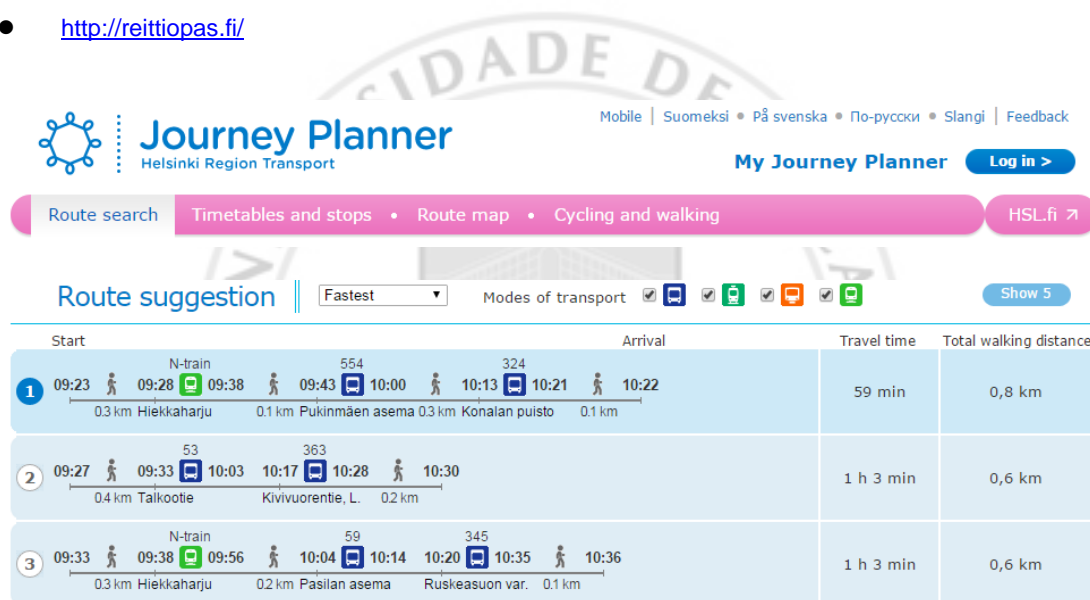 ● http://reittiopas.fi/
SIDADE DE
Journey Planner
Helsinki Region Transport
Mobile | Suomeksi ● På svenska ● По-русски ● Slangi | Feedback
My Journey Planner Log in >
Route search Timetables and stops • Route map • Cycling and walking HSL.fi
Route suggestion Fastest Modes of transport Show 5
Start Arrival Travel time Total walking distance
N-train 554 324
1 09:23 09:28 09:38 09:43 10:00 10:13 10:21 10:22 59 min 0,8 km
0.3 km Hiekkaharju 0.1 km Pukinmäen asema 0.3 km Konalan puisto 0.1 km
53 363
2 09:27 09:33 10:03 10:17 10:28 10:30 1 h 3 min 0,6 km
0.4 km Talkootie Kivivuorentie, L. 0.2 km
N-train 59 345
3 09:33 09:38 09:56 10:04 10:14 10:20 10:35 10:36 1 h 3 min 0,6 km
0.3 km Hiekkaharju 0.2 km Pasilan asema Ruskeasuon var. 0.1 km